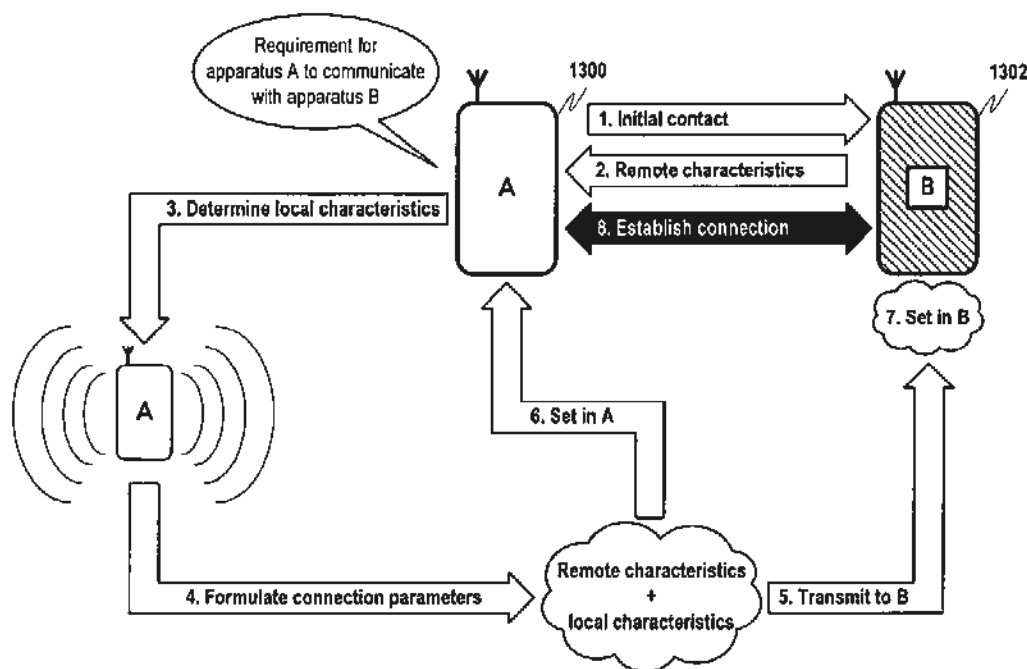 Requirement for
apparatus A to communicate
with apparatus B
1300
1302
1. Initial contact
2. Remote characteristics
A
B
3. Determine local characteristics
8. Establish connection
7. Set in B
A
6. Set in A
Remote characteristics
+
local characteristics
4. Formulate connection parameters
5. Transmit to B